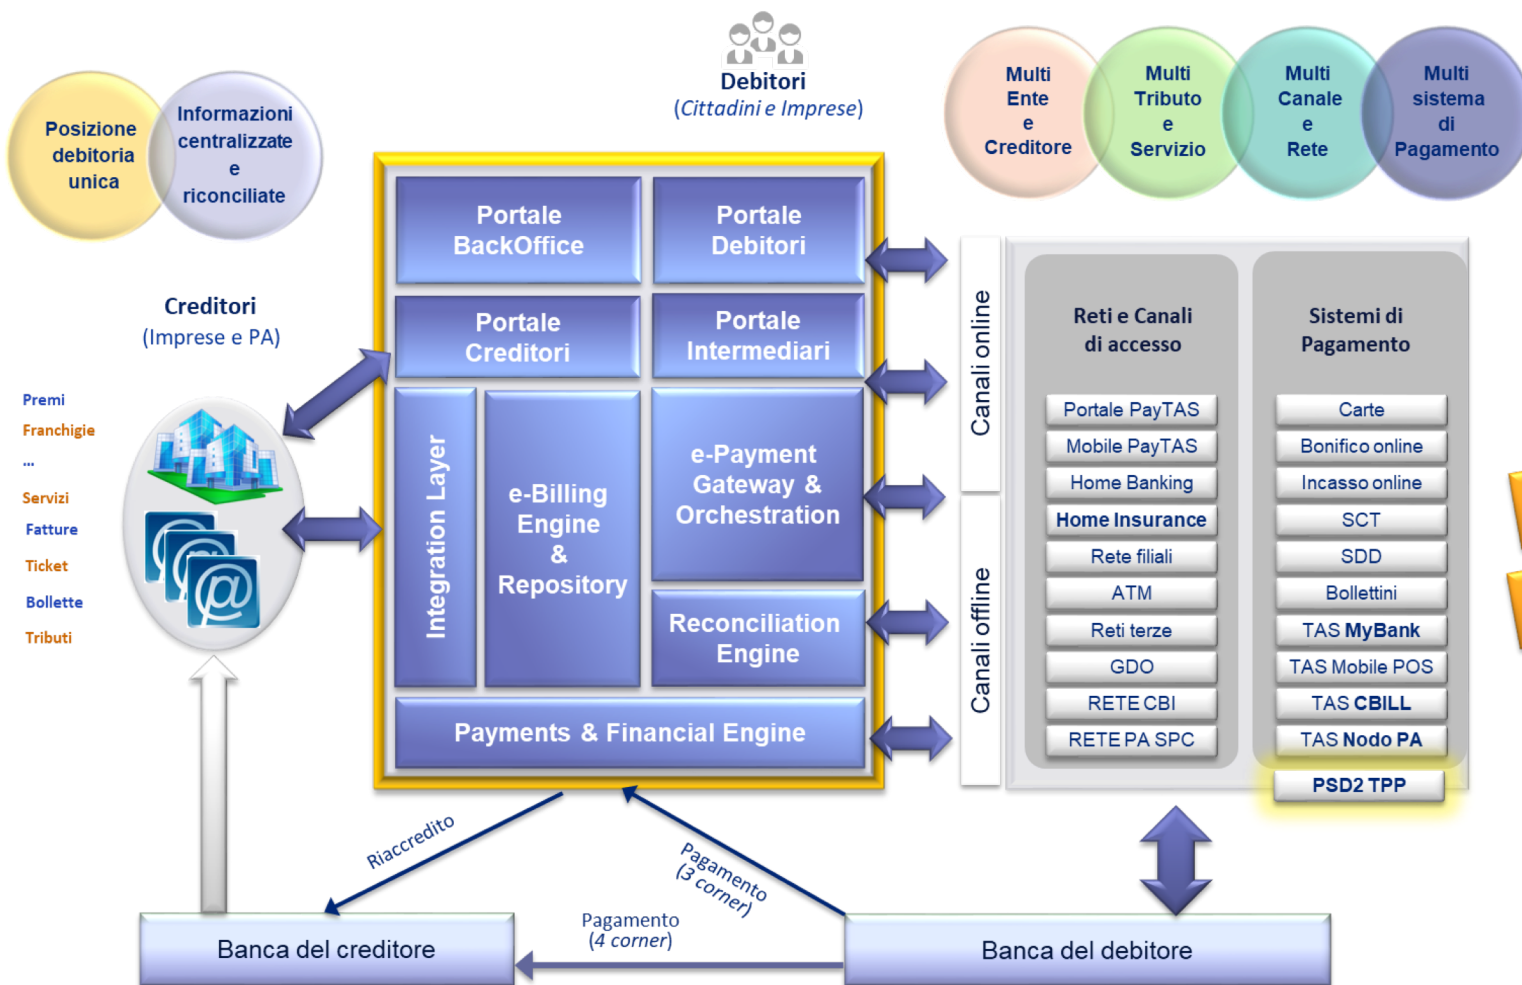 Debitori
(Cittadini e Imprese)
Posizione
debitoria
unica
Informazioni
centralizzate
e
riconciliate
Multi
Ente
e
Creditore
Multi
Tributo
e
Servizio
Multi
Canale
e
Rete
Multi
sistema
di
Pagamento
Creditori
(Imprese e PA)
Premi
Franchigie
...
Servizi
Fatture
Ticket
Bollette
Tributi
Portale
BackOffice
Portale
Debitori
Portale
Creditori
Portale
Intermediari
Integration Layer
e-Billing
Engine
&
Repository
e-Payment
Gateway &
Orchestration
Reconciliation
Engine
Payments & Financial Engine
Canali online
Canali offline
Reti e Canali
di accesso
Portale PayTAS
Mobile PayTAS
Home Banking
Home Insurance
Rete filiali
ATM
Reti terze
GDO
RETE CBI
RETE PA SPC
Sistemi di
Pagamento
Carte
Bonifico online
Incasso online
SCT
SDD
Bollettini
TAS MyBank
TAS Mobile POS
TAS CBILL
TAS Nodo PA
PSD2 TPP
Riaccredito
Pagamento
(3 corner)
Pagamento
(4 corner)
Banca del creditore
Banca del debitore